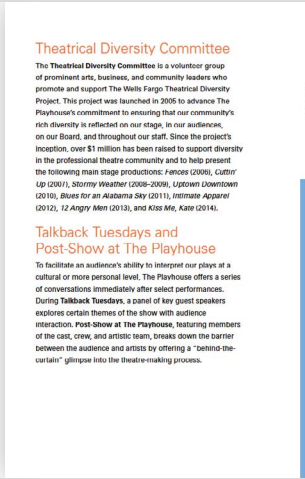 Theatrical Diversity Committee
The Theatrical Diversity Committee is a volunteer group
of prominent arts, business, and community leaders who
promote and support The Wells Fargo Theatrical Diversity
Project. This project was launched in 2005 to advance The
Playhouse's commitment to ensuring that our community's
rich diversity is reflected on our stage, in our audiences,
on our Board, and throughout our staff. Since the project's
inception, over $1 million has been raised to support diversity
in the professional theatre community and to help present
the following main stage productions: Fences (2006), Cuttin'
Up (2007), Stormy Weather (2008–2009), Uptown Downtown
(2010), Blues for an Alabama Sky (2011), Intimate Apparel
(2012), 12 Angry Men (2013), and Kiss Me, Kate (2014).
Talkback Tuesdays and
Post-Show at The Playhouse
To facilitate an audience's ability to interpret our plays at a
cultural or more personal level, The Playhouse offers a series
of conversations immediately after select performances.
During Talkback Tuesdays, a panel of key guest speakers
explores certain themes of the show with audience
interaction. Post-Show at The Playhouse, featuring members
of the cast, crew, and artistic team, breaks down the barrier
between the audience and artists by offering a "behind-the-
curtain" glimpse into the theatre-making process.